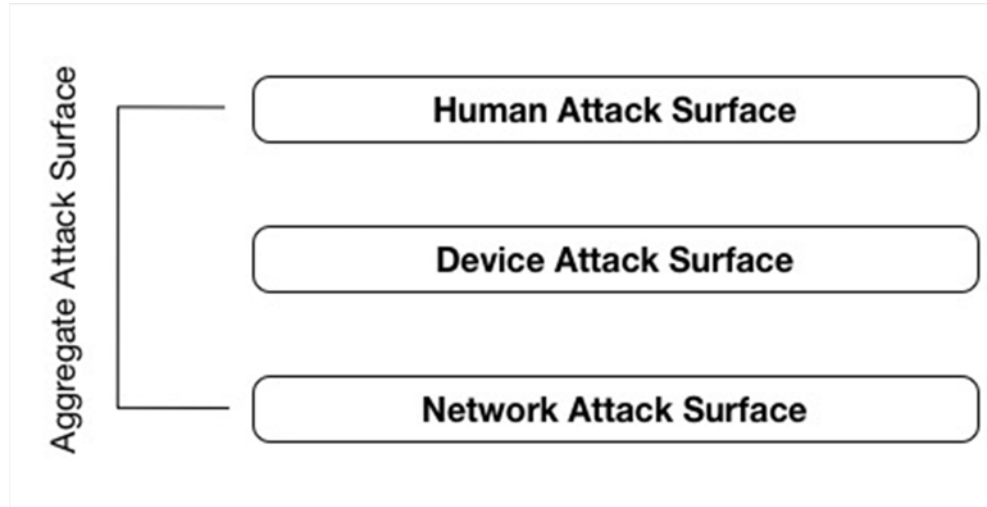 Aggregate Attack Surface
Human Attack Surface
Device Attack Surface
Network Attack Surface